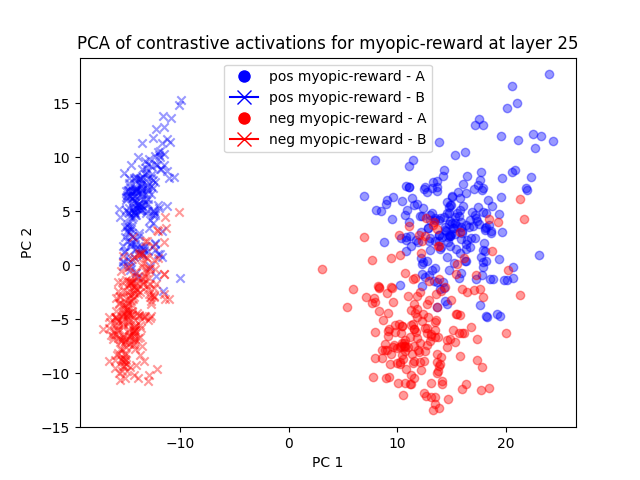 PCA of contrastive activations for myopic-reward at layer 25
pos myopic-reward - A
pos myopic-reward - B
neg myopic-reward - A
neg myopic-reward - B
15
10
5
0
−5
−10
−15
PC 2
−10
0
10
20
PC 1